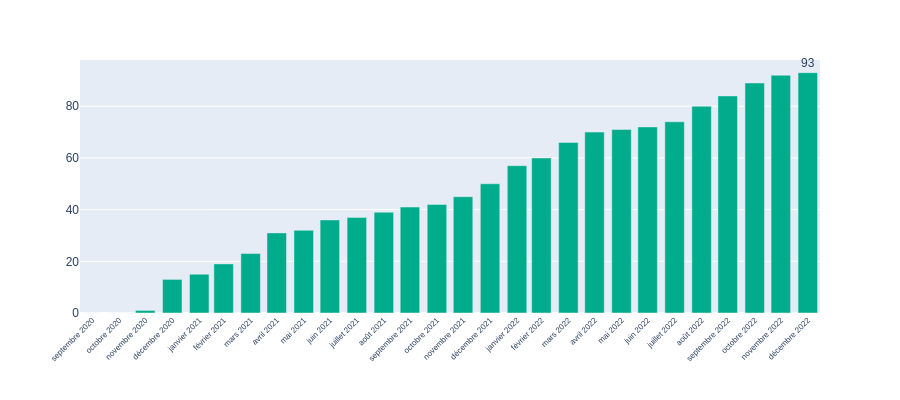 93
80
60
40
20
0
septembre 2020
octobre 2020
novembre 2020
décembre 2020
janvier 2021
février 2021
mars 2021
avril 2021
mai 2021
juin 2021
juillet 2021
août 2021
septembre 2021
octobre 2021
novembre 2021
décembre 2021
janvier 2022
février 2022
mars 2022
avril 2022
mai 2022
juin 2022
juillet 2022
août 2022
septembre 2022
octobre 2022
novembre 2022
décembre 2022